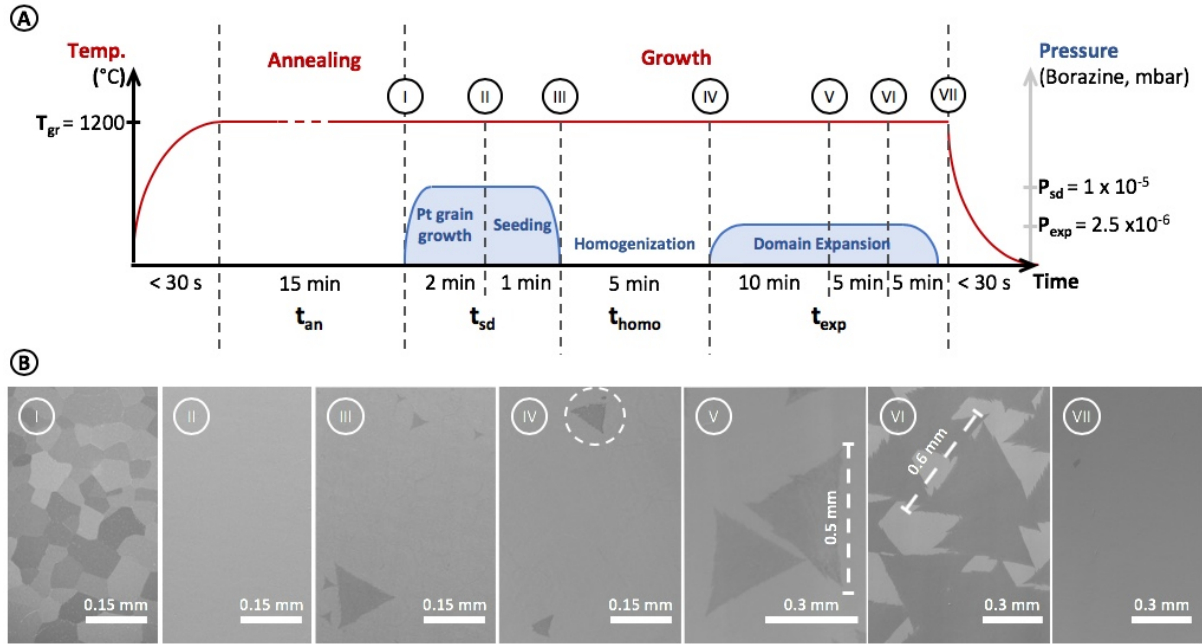 A
Temp.
(°C)
Annealing
Growth
Pressure
(Borazine, mbar)
I
II
III
IV
V
VI
VII
Tgr = 1200
Pt grain
growth
Seeding
Homogenization
Domain Expansion
Psd = 1 x 10-5
Pexp = 2.5 x10-6
< 30 s
15 min
2 min
1 min
5 min
10 min
5 min
5 min
< 30 s
Time
tan
tsd
thomo
texp
B
I
II
III
IV
V
VI
VII
0.5 mm
0.6 mm
0.15 mm
0.15 mm
0.15 mm
0.15 mm
0.3 mm
0.3 mm
0.3 mm